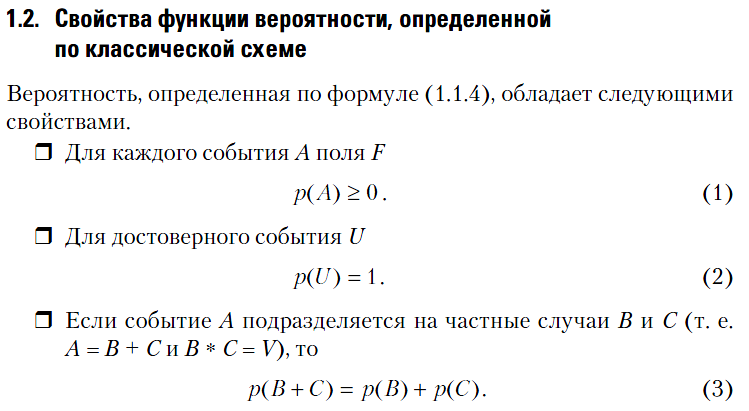 1.2. Свойства функции вероятности, определенной
по классической схеме
Вероятность, определенная по формуле (1.1.4), обладает следующими
свойствами.
❒ Для каждого события A поля F
p(A) ≥ 0. (1)
❒ Для достоверного события U
p(U) = 1. (2)
❒ Если событие A подразделяется на частные случаи B и C (т. е.
A = B + C и B * C = V), то
p(B + C) = p(B) + p(C). (3)